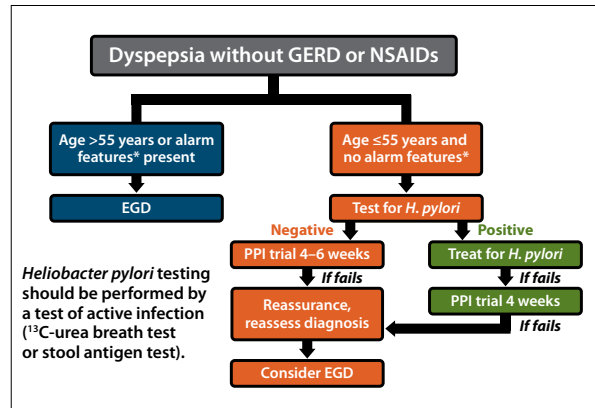 Dyspepsia without GERD or NSAIDs
Age >55 years or alarm
features* present
Age ≤55 years and
no alarm features*
EGD
Test for H. pylori
Negative
Positive
PPI trial 4–6 weeks
Treat for H. pylori
If fails
If fails
Heliobacter pylori testing
should be performed by
a test of active infection
(¹³C-urea breath test
or stool antigen test).
Reassurance,
reassess diagnosis
PPI trial 4 weeks
If fails
Consider EGD